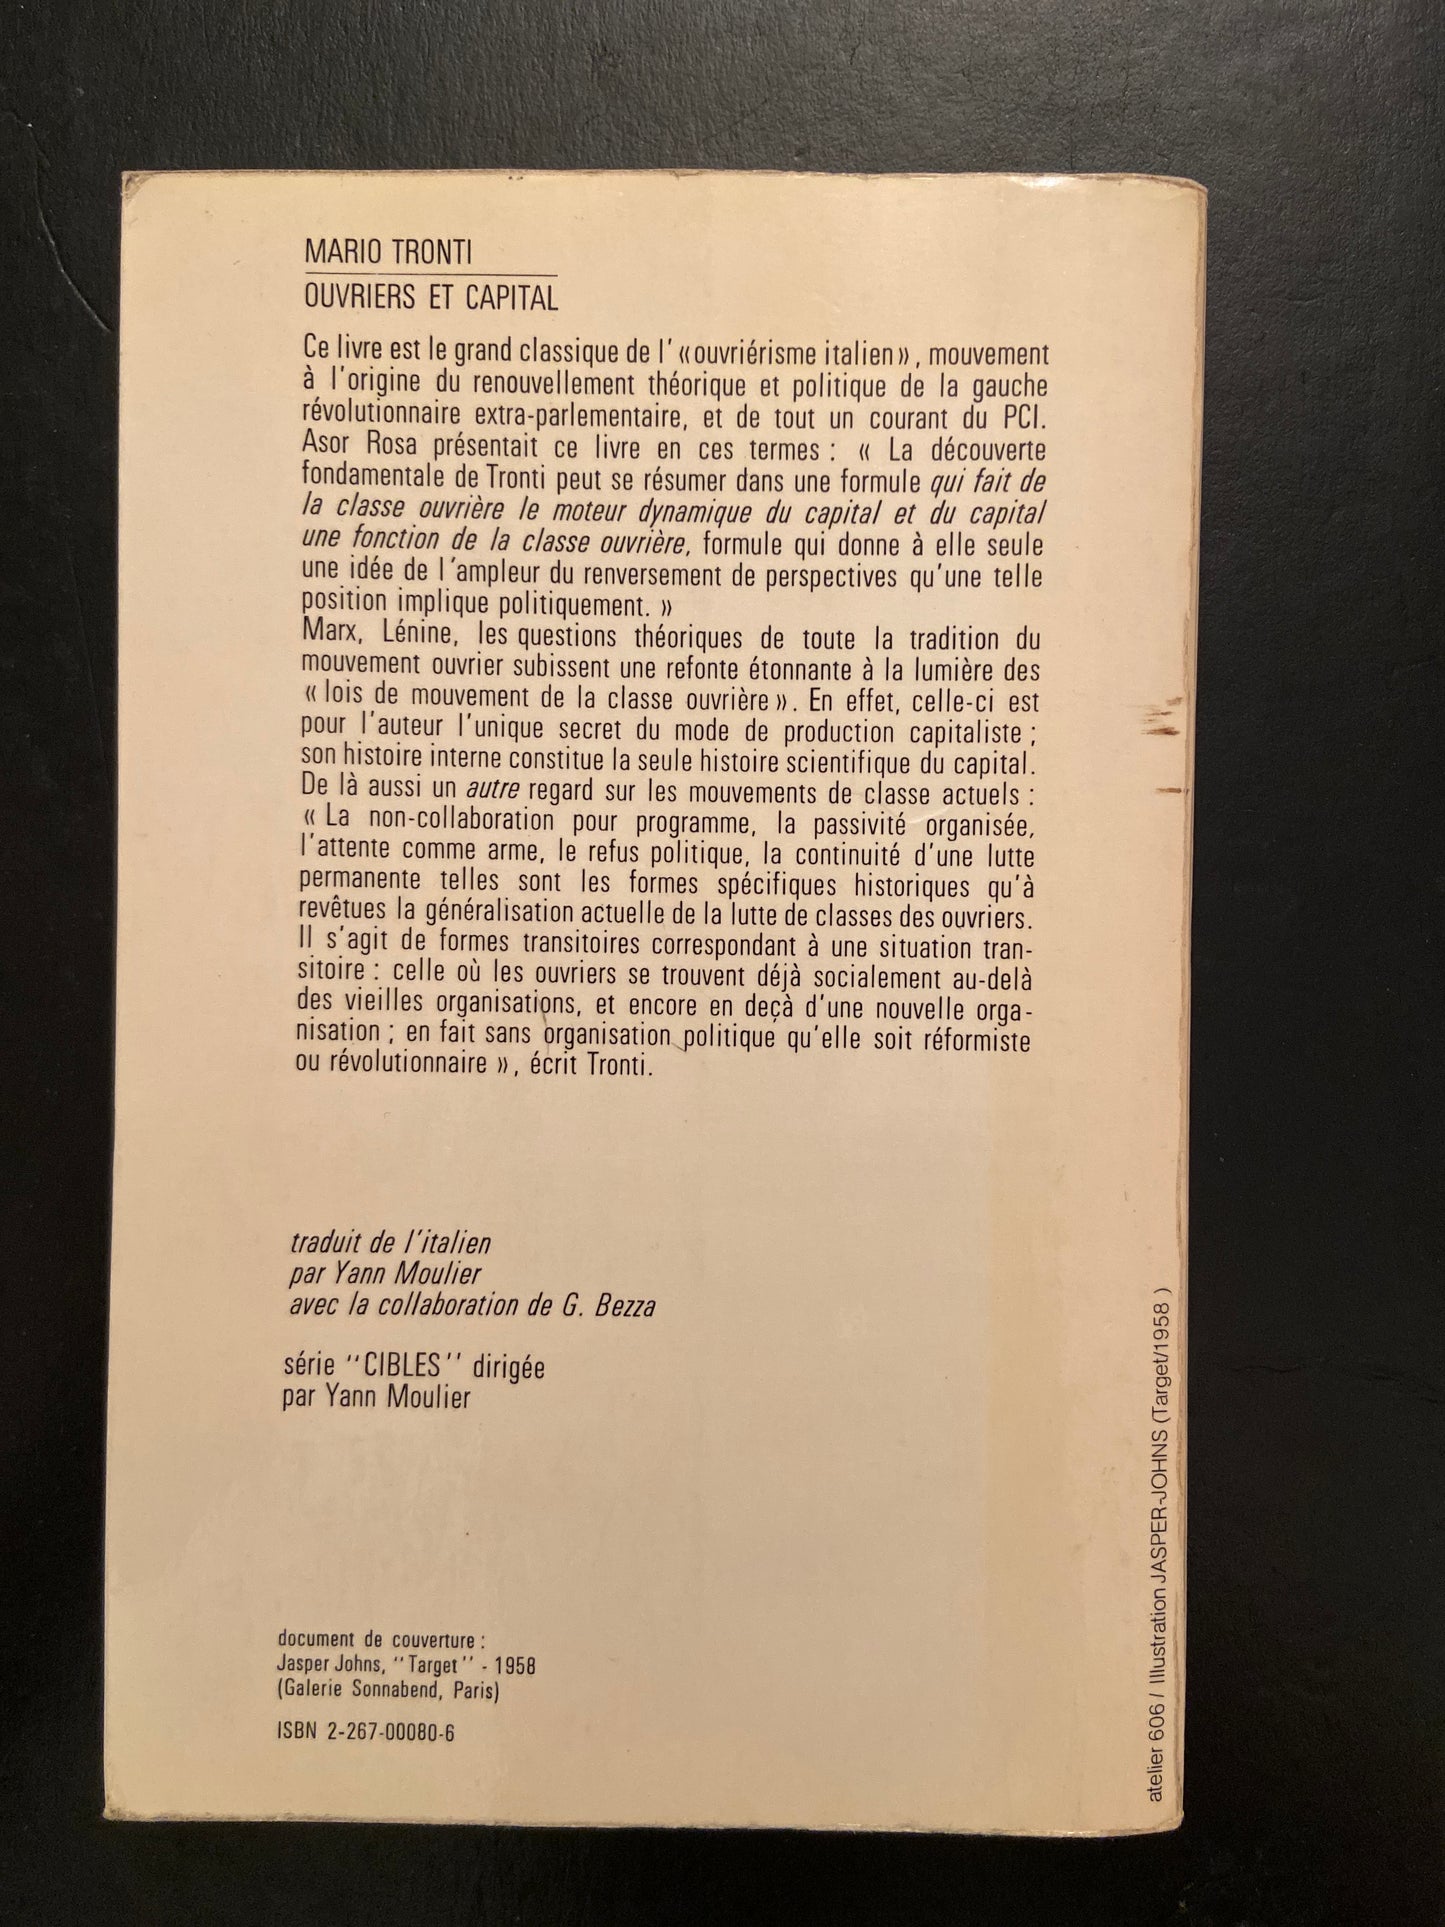 MARIO TRONTI
OUVRIERS ET CAPITAL
Ce livre est le grand classique de l'«ouvriérisme italien», mouvement
à l'origine du renouvellement théorique et politique de la gauche
révolutionnaire extra-parlementaire, et de tout un courant du PCI.
Asor Rosa présentait ce livre en ces termes : « La découverte
fondamentale de Tronti peut se résumer dans une formule qui fait de
la classe ouvrière le moteur dynamique du capital et du capital
une fonction de la classe ouvrière, formule qui donne à elle seule
une idée de l'ampleur du renversement de perspectives qu'une telle
position implique politiquement. »
Marx, Lénine, les questions théoriques de toute la tradition du
mouvement ouvrier subissent une refonte étonnante à la lumière des
« lois de mouvement de la classe ouvrière ». En effet, celle-ci est
pour l'auteur l'unique secret du mode de production capitaliste ;
son histoire interne constitue la seule histoire scientifique du capital.
De là aussi un autre regard sur les mouvements de classe actuels :
« La non-collaboration pour programme, la passivité organisée,
l'attente comme arme, le refus politique, la continuité d'une lutte
permanente telles sont les formes spécifiques historiques qu'à
revêtues la généralisation actuelle de la lutte de classes des ouvriers.
Il s'agit de formes transitoires correspondant à une situation tran-
sitoire : celle où les ouvriers se trouvent déjà socialement au-delà
des vieilles organisations, et encore en deçà d'une nouvelle orga-
nisation ; en fait sans organisation politique qu'elle soit réformiste
ou révolutionnaire », écrit Tronti.
traduit de l'italien
par Yann Moulier
avec la collaboration de G. Bezza
série "CIBLES" dirigée
par Yann Moulier
document de couverture :
Jasper Johns, "Target" - 1958
(Galerie Sonnabend, Paris)
ISBN 2-267-00080-6
atelier 606 / Illustration JASPER-JOHNS (Target/1958 )